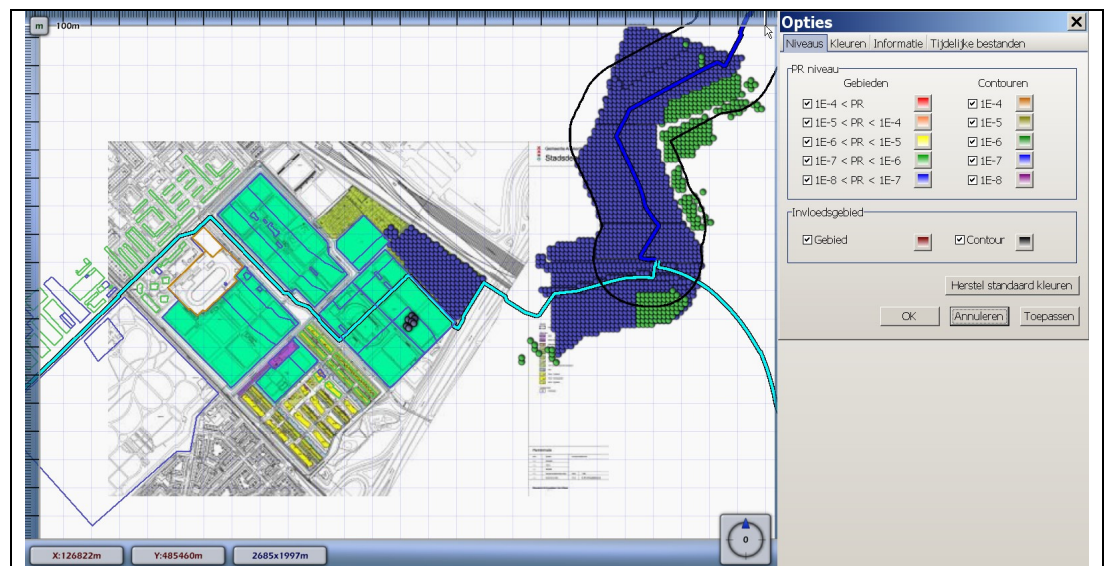 m
100m
Stadsde
X:126822m
Y:485460m
2685x1997m
0
Opties
Niveaus Kleuren Informatie Tijdelijke bestanden
PR niveau
Gebieden Contouren
1E-4 < PR 1E-4
1E-5 < PR < 1E-4 1E-5
1E-6 < PR < 1E-5 1E-6
1E-7 < PR < 1E-6 1E-7
1E-8 < PR < 1E-7 1E-8
Invloedsgebied
Gebied Contour
Herstel standaard kleuren
OK Annuleren Toepassen